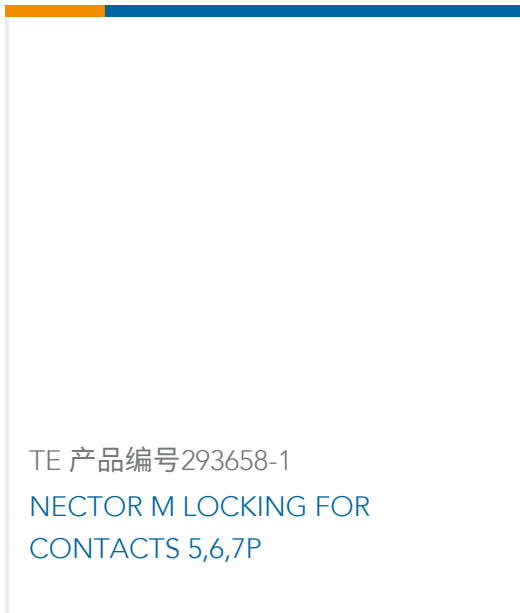 TE 产品编号293658-1
NECTOR M LOCKING FOR
CONTACTS 5,6,7P